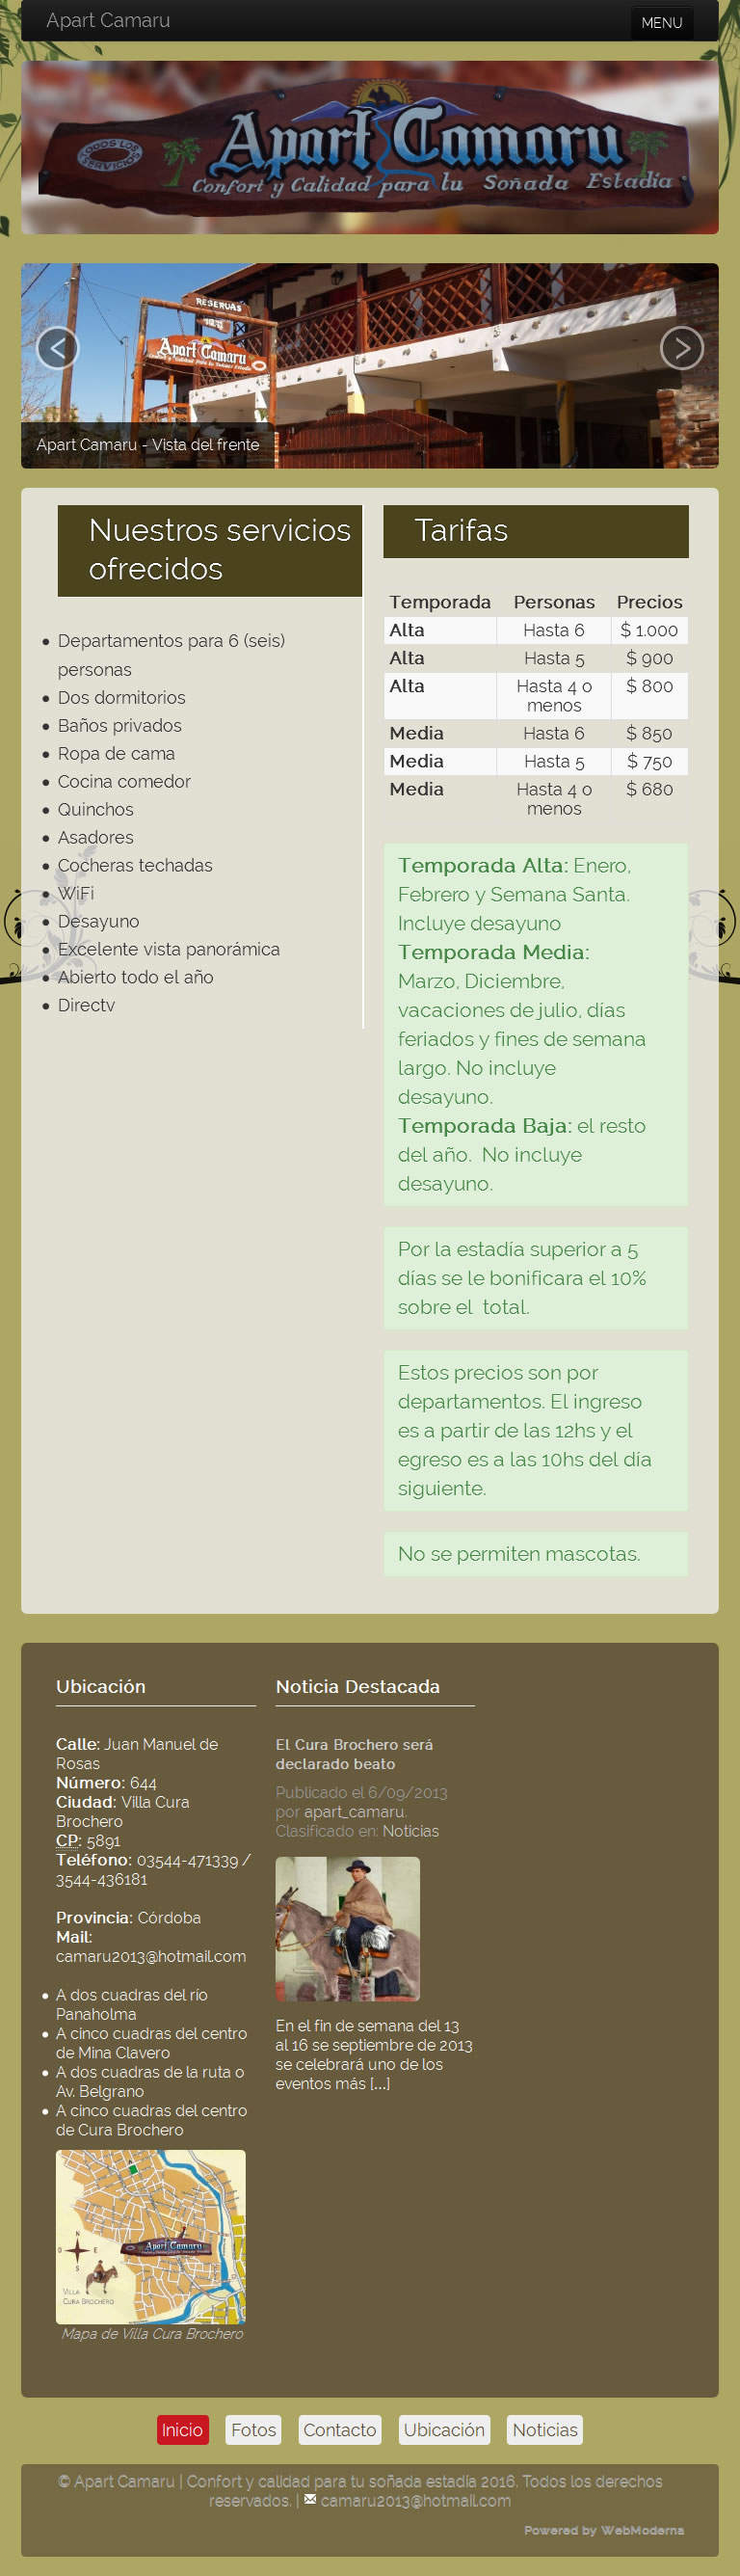 Apart Camaru
MENU
TODOS LOS
SERVICIOS
Apart Camaru
Confort y Calidad para tu Soñada Estadía
RESERVAS
Apart Camaru
Apart Camaru - Vista del frente
Nuestros servicios
ofrecidos
Departamentos para 6 (seis)
personas
Dos dormitorios
Baños privados
Ropa de cama
Cocina comedor
Quinchos
Asadores
Cocheras techadas
WiFi
Desayuno
Excelente vista panorámica
Abierto todo el año
Directv
Tarifas
Temporada Personas Precios
Alta Hasta 6 $ 1.000
Alta Hasta 5 $ 900
Alta Hasta 4 o $ 800
menos
Media Hasta 6 $ 850
Media Hasta 5 $ 750
Media Hasta 4 o $ 680
menos
Temporada Alta: Enero,
Febrero y Semana Santa.
Incluye desayuno
Temporada Media:
Marzo, Diciembre,
vacaciones de julio, días
feriados y fines de semana
largo. No incluye
desayuno.
Temporada Baja: el resto
del año. No incluye
desayuno.
Por la estadía superior a 5
días se le bonificara el 10%
sobre el total.
Estos precios son por
departamentos. El ingreso
es a partir de las 12hs y el
egreso es a las 10hs del día
siguiente.
No se permiten mascotas.
Ubicación
Calle: Juan Manuel de
Rosas
Número: 644
Ciudad: Villa Cura
Brochero
CP: 5891
Teléfono: 03544-471339 /
3544-436181
Provincia: Córdoba
Mail:
camaru2013@hotmail.com
A dos cuadras del río
Panaholma
A cinco cuadras del centro
de Mina Clavero
A dos cuadras de la ruta o
Av. Belgrano
A cinco cuadras del centro
de Cura Brochero
N
O E
S
Apart Camaru
VILLA
CURA BROCHERO
Mapa de Villa Cura Brochero
Noticia Destacada
El Cura Brochero será
declarado beato
Publicado el 6/09/2013
por apart_camaru.
Clasificado en: Noticias
En el fin de semana del 13
al 16 se septiembre de 2013
se celebrará uno de los
eventos más [...]
Inicio Fotos Contacto Ubicación Noticias
© Apart Camaru | Confort y calidad para tu soñada estadía 2016. Todos los derechos
reservados. | camaru2013@hotmail.com
Powered by WebModerna